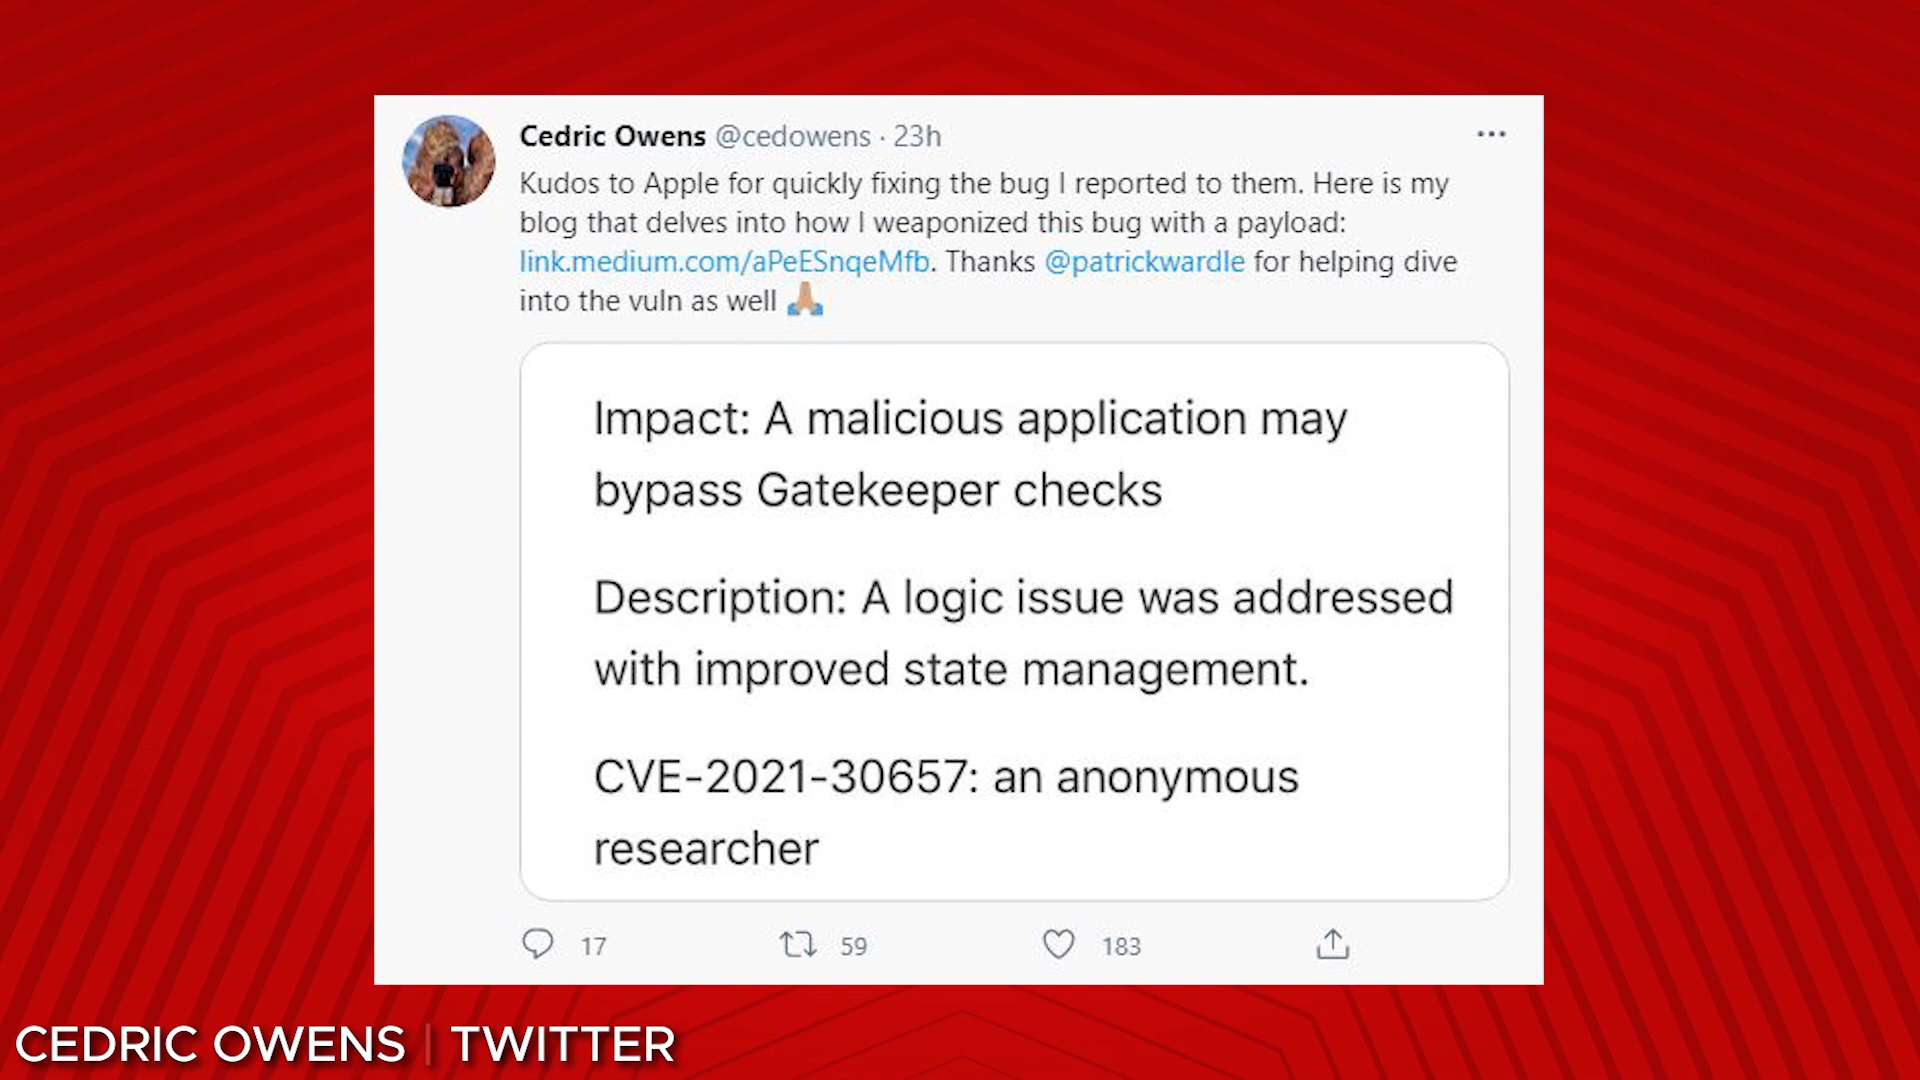 Cedric Owens @cedowens · 23h
Kudos to Apple for quickly fixing the bug I reported to them. Here is my
blog that delves into how I weaponized this bug with a payload:
link.medium.com/aPeESnqeMfb. Thanks @patrickwardle for helping dive
into the vuln as well 🙏🏽
Impact: A malicious application may
bypass Gatekeeper checks
Description: A logic issue was addressed
with improved state management.
CVE-2021-30657: an anonymous
researcher
17 59 183
CEDRIC OWENS | TWITTER